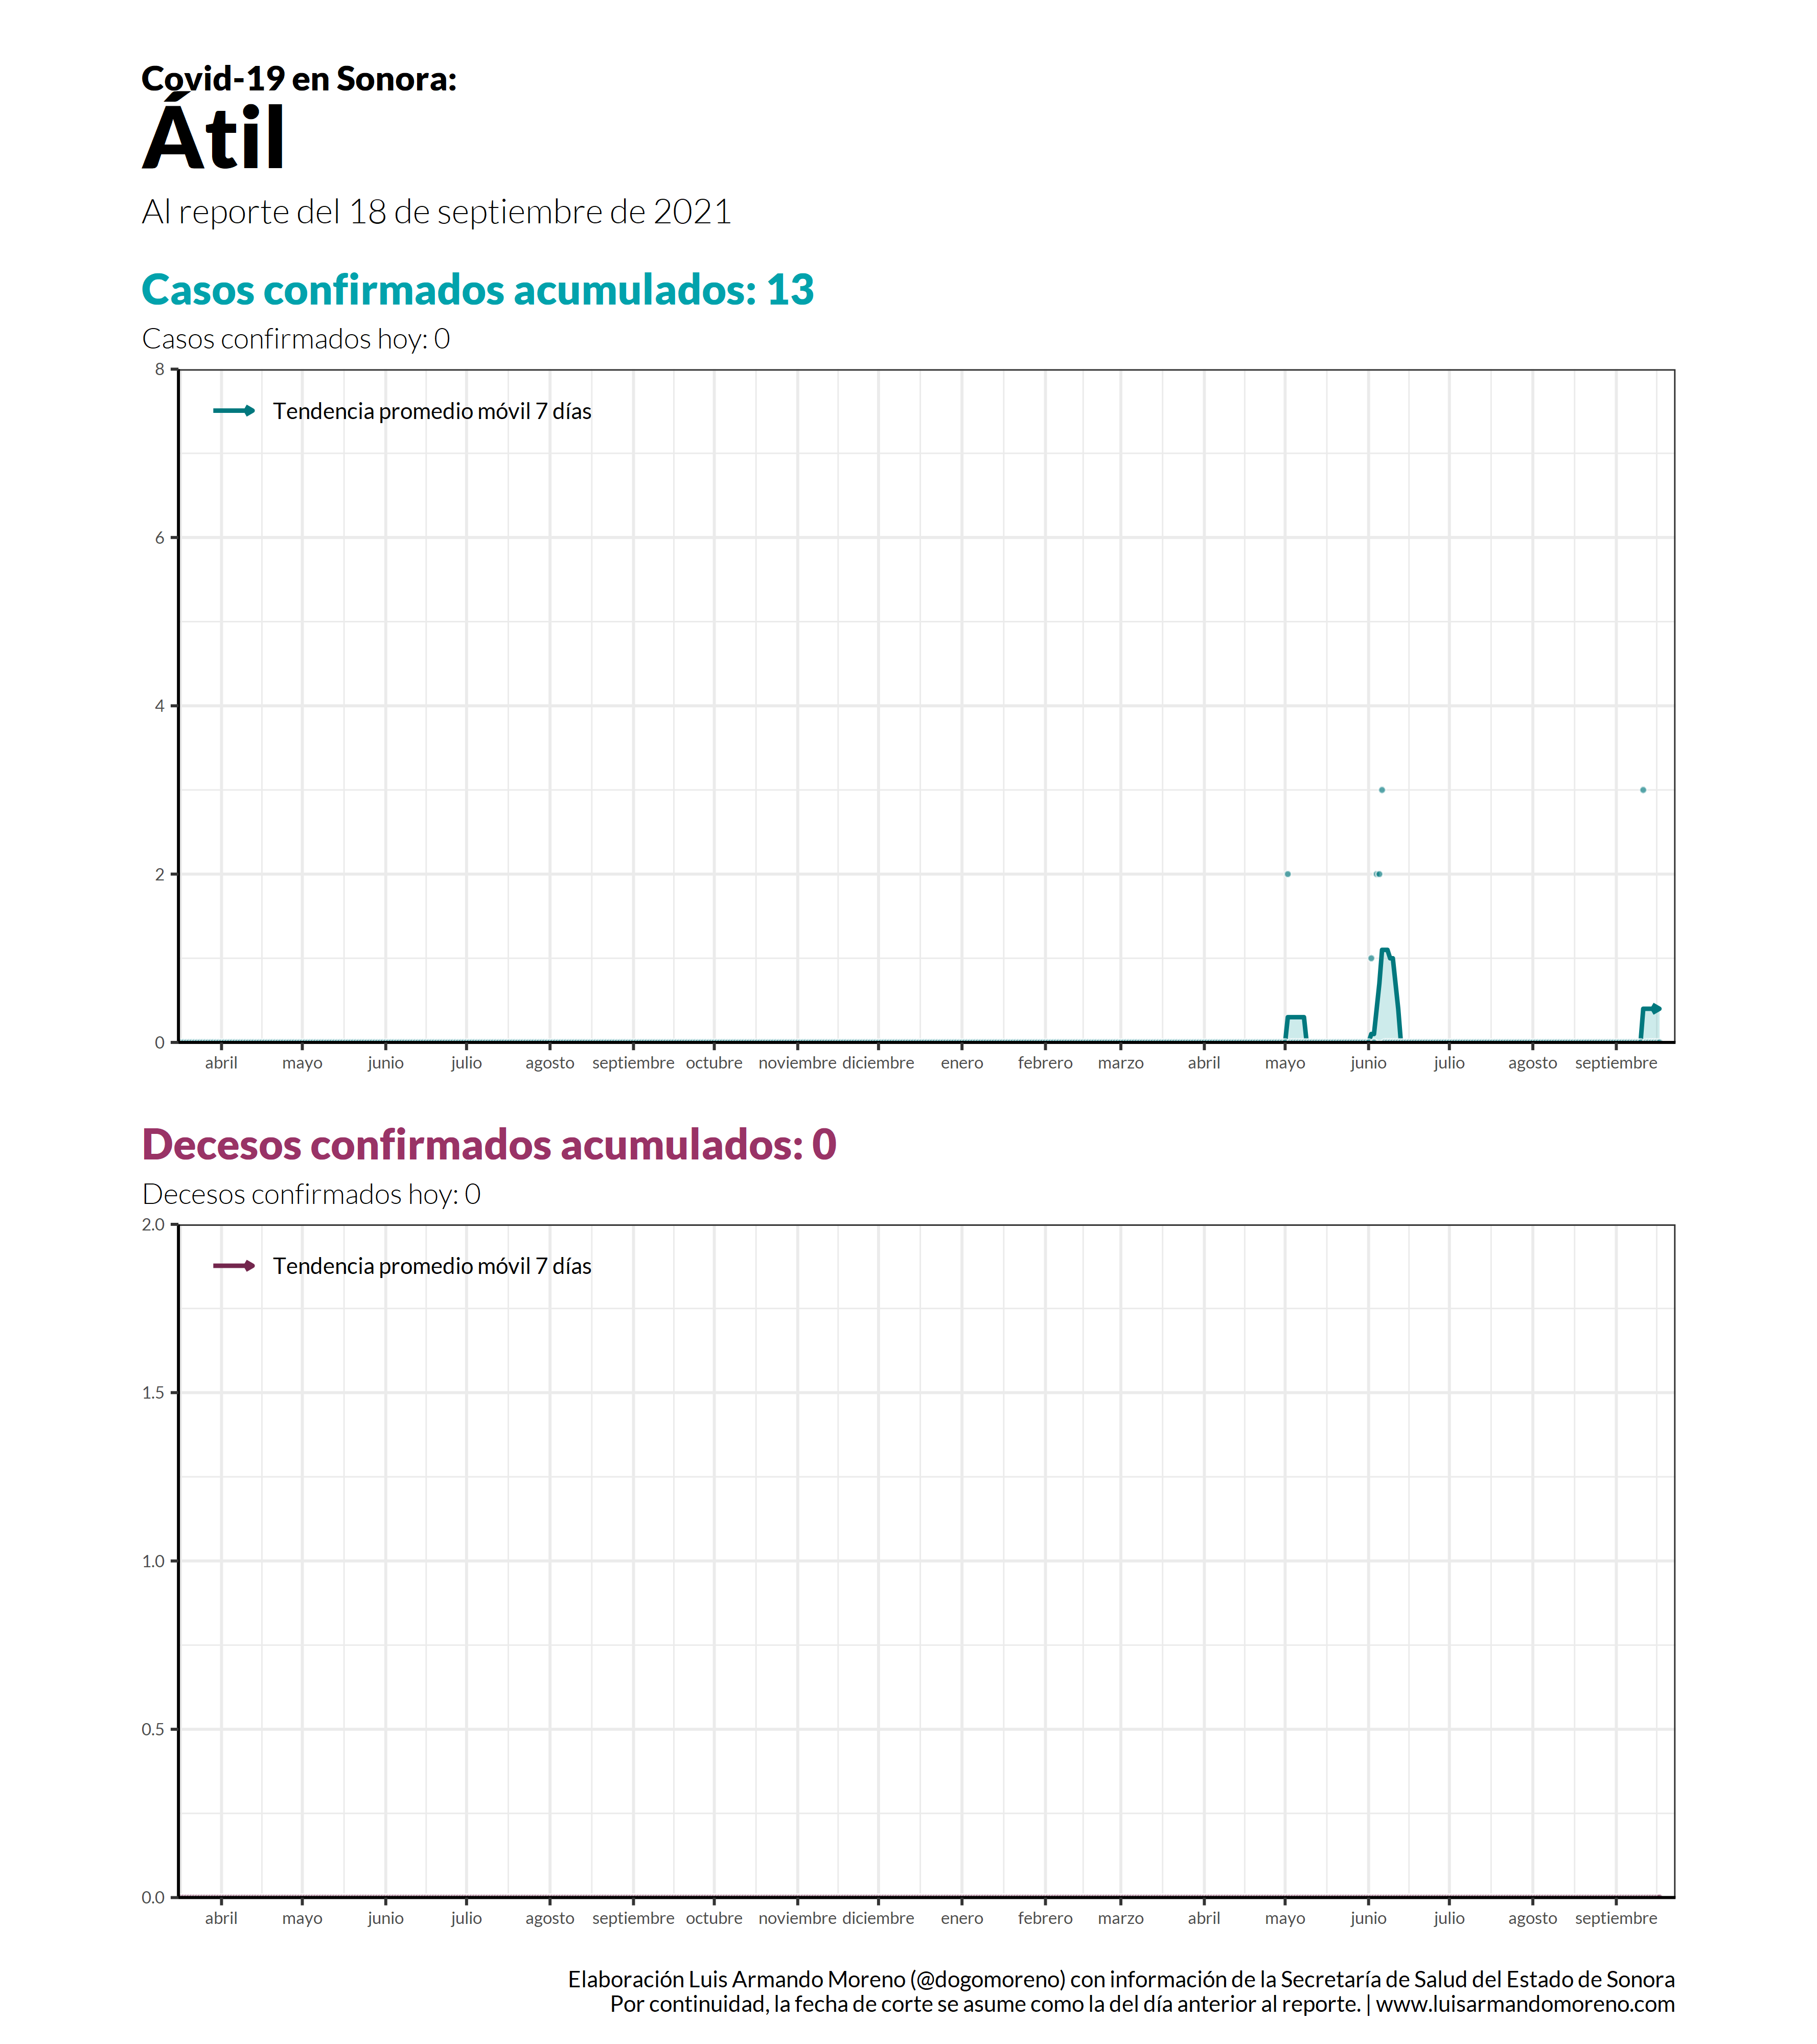 Covid-19 en Sonora:
Átil
Al reporte del 18 de septiembre de 2021
Casos confirmados acumulados: 13
Casos confirmados hoy: 0
8
Tendencia promedio móvil 7 días
6
4
2
0
abril mayo junio julio agosto septiembre octubre noviembre diciembre enero febrero marzo abril mayo junio julio agosto septiembre
Decesos confirmados acumulados: 0
Decesos confirmados hoy: 0
2.0
Tendencia promedio móvil 7 días
1.5
1.0
0.5
0.0
abril mayo junio julio agosto septiembre octubre noviembre diciembre enero febrero marzo abril mayo junio julio agosto septiembre
Elaboración Luis Armando Moreno (@dogomoreno) con información de la Secretaría de Salud del Estado de Sonora
Por continuidad, la fecha de corte se asume como la del día anterior al reporte. | www.luisarmandomoreno.com